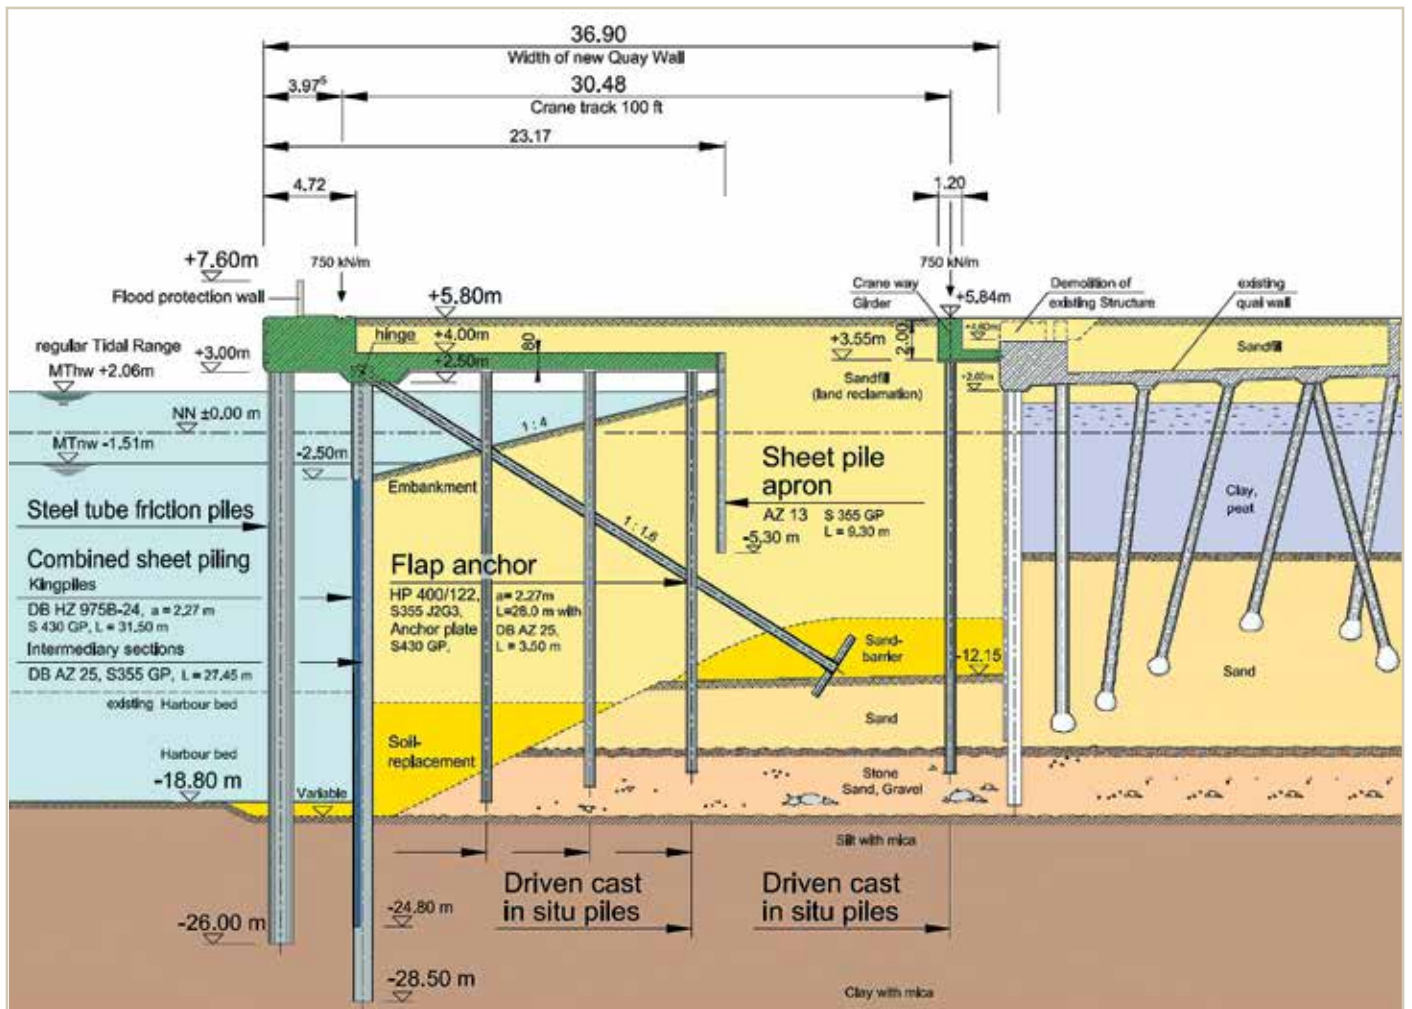 36.90
Width of new Quay Wall
3.97⁵
30.48
Crane track 100 ft
23.17
4.72
1.20
+7.60m
750 kN/m
750 kN/m
Flood protection wall
+5.80m
Crane way
Girder
+5.84m
Demolition of
existing Structure
existing
quai wall
regular Tidal Range
MThw +2.06m
+3.00m
hinge
+4.00m
80
+2.50m
+3.55m
2.00
Sandfill
(land reclamation)
Sandfill
NN ±0.00 m
MTnw -1.51m
-2.50m
1 : 4
Embankment
Steel tube friction piles
Combined sheet piling
Kingpiles
DB HZ 975B-24, a = 2,27 m
S 430 GP, L = 31,50 m
Intermediary sections
DB AZ 25, S355 GP, L = 27.45 m
existing Harbour bed
Harbour bed
-18.80 m
Variable
Flap anchor
HP 400/122, a= 2.27m
S355 J2G3, L=28.0 m with
Anchor plate DB AZ 25,
S430 GP, L = 3.50 m
1 : 1.6
Sheet pile
apron
AZ 13 S 355 GP
L = 9.30 m
-5.30 m
Clay,
peat
Sand-
barrier
-12.15
Sand
Sand
Soil-
replacement
Stone
Sand, Gravel
Silt with mica
Driven cast
in situ piles
Driven cast
in situ piles
-24.80 m
-26.00 m
-28.50 m
Clay with mica